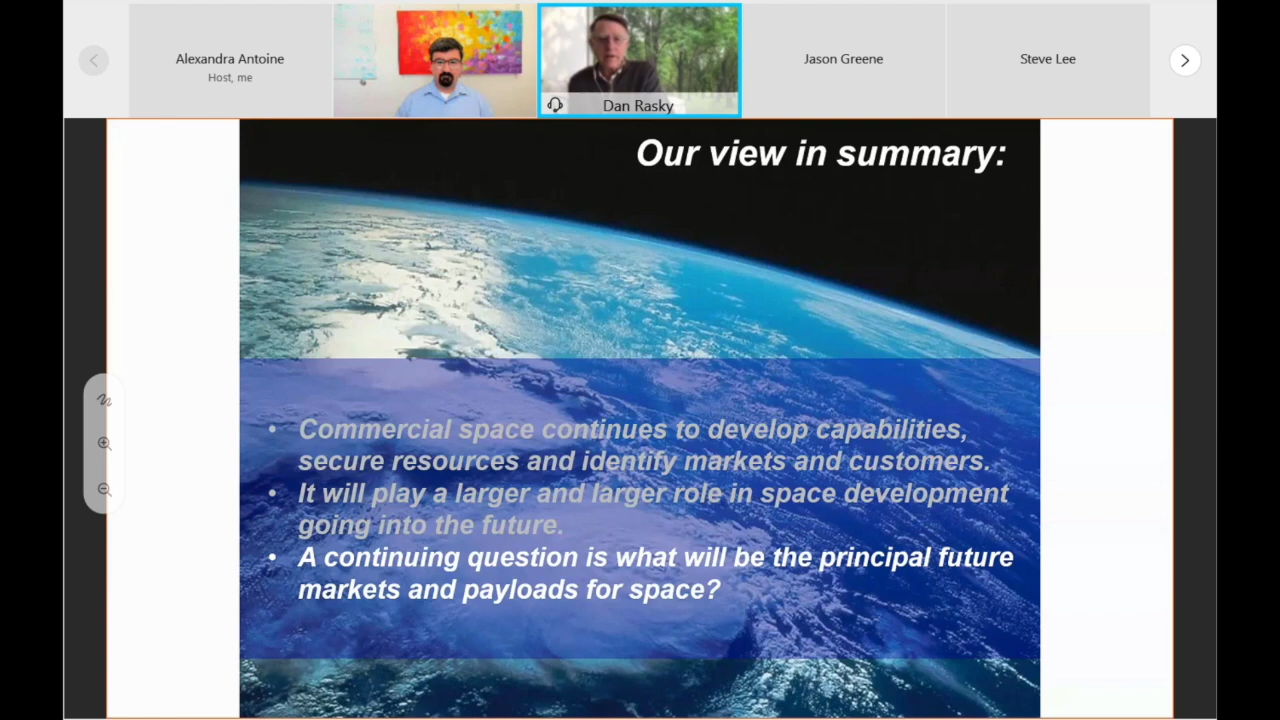 Alexandra Antoine
Host, me
Dan Rasky
Jason Greene
Steve Lee
Our view in summary:
• Commercial space continues to develop capabilities,
secure resources and identify markets and customers.
• It will play a larger and larger role in space development
going into the future.
• A continuing question is what will be the principal future
markets and payloads for space?